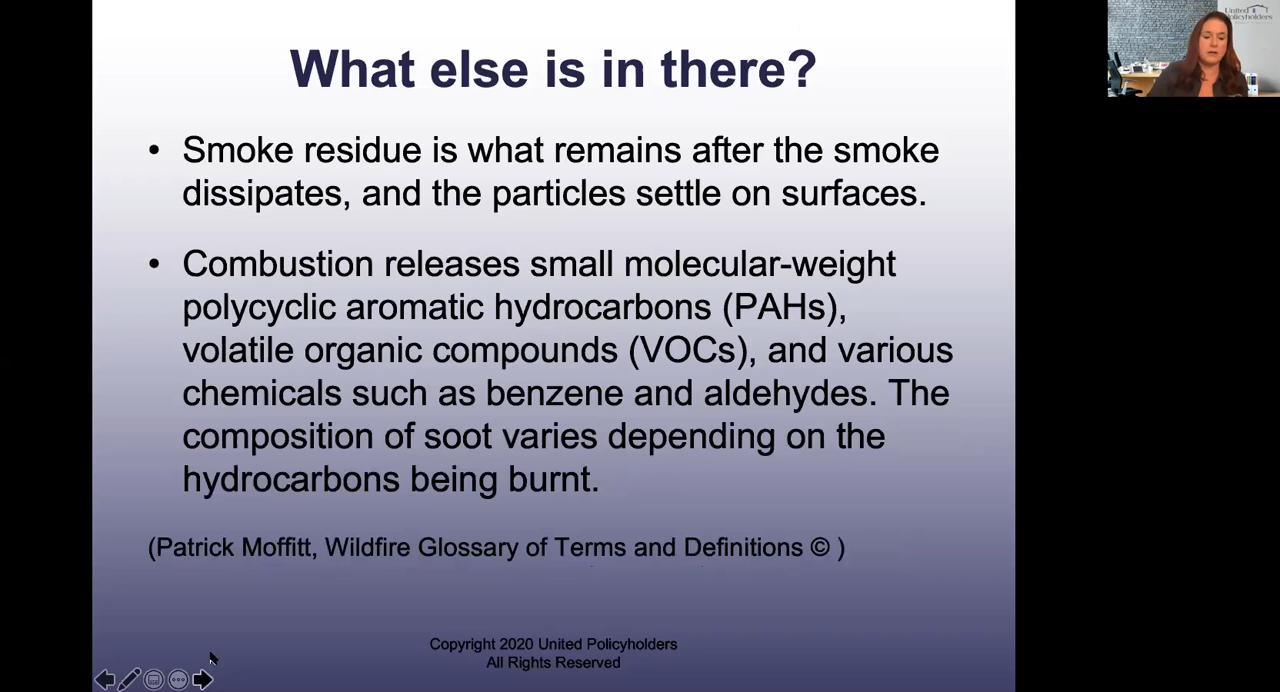 What else is in there?
• Smoke residue is what remains after the smoke
dissipates, and the particles settle on surfaces.
• Combustion releases small molecular-weight
polycyclic aromatic hydrocarbons (PAHs),
volatile organic compounds (VOCs), and various
chemicals such as benzene and aldehydes. The
composition of soot varies depending on the
hydrocarbons being burnt.
(Patrick Moffitt, Wildfire Glossary of Terms and Definitions © )
Copyright 2020 United Policyholders
All Rights Reserved
United
Policyholders